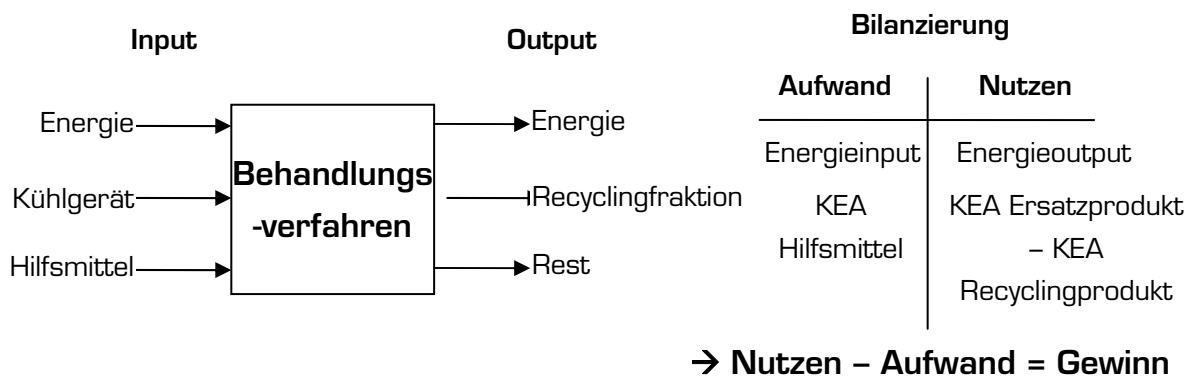 Input
Output
Bilanzierung
Aufwand
Nutzen
Energie
Kühlgerät
Hilfsmittel
Behandlungs
-verfahren
Energie
Recyclingfraktion
Rest
Energieinput
KEA
Hilfsmittel
Energieoutput
KEA Ersatzprodukt
– KEA
Recyclingprodukt
→ Nutzen – Aufwand = Gewinn